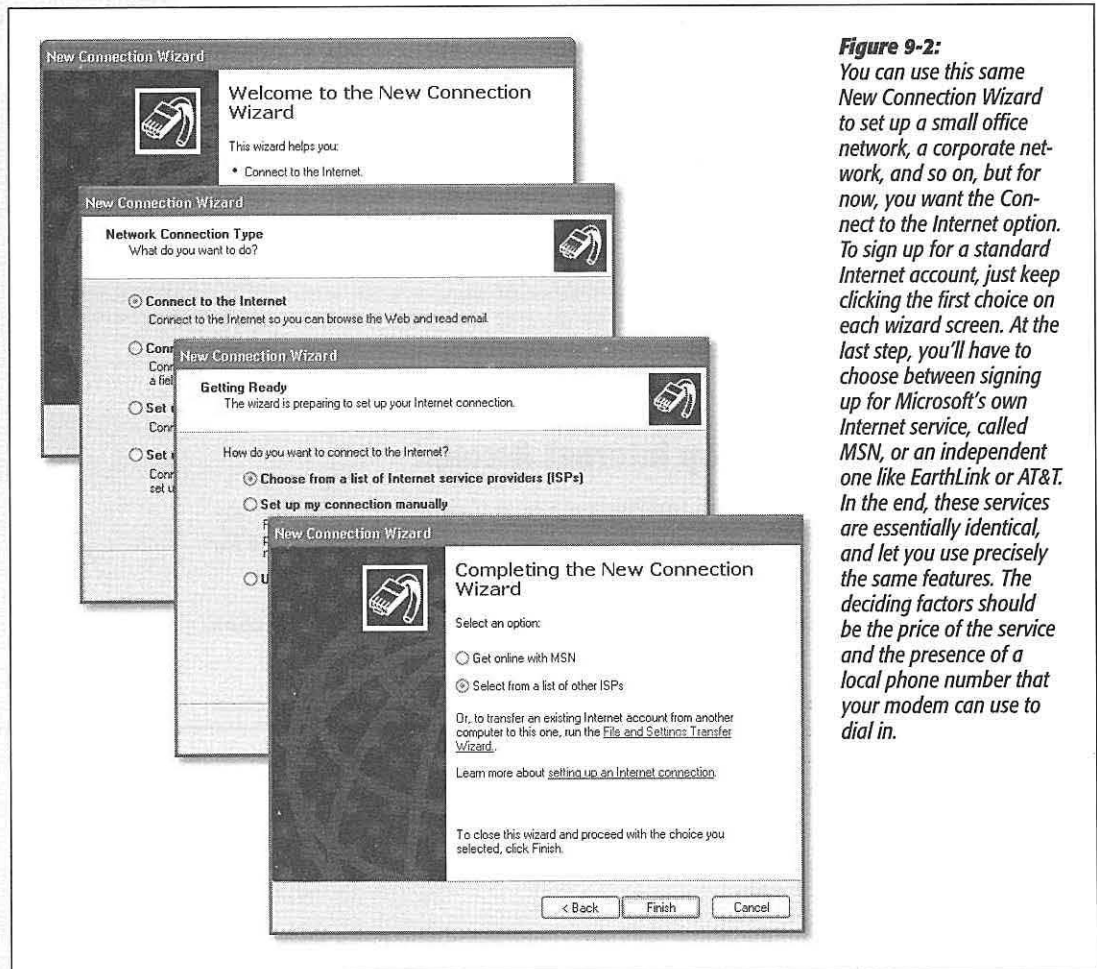 New Connection Wizard
Welcome to the New Connection
Wizard
This wizard helps you:
• Connect to the Internet.
New Connection Wizard
Network Connection Type
What do you want to do?
Connect to the Internet
Connect to the Internet so you can browse the Web and read email.
Conn
Conr
a fiel
Set u
Conr
Set
Conr
set u
New Connection Wizard
Getting Ready
The wizard is preparing to set up your Internet connection.
How do you want to connect to the Internet?
Choose from a list of Internet service providers (ISPs)
Set up my connection manually
U
New Connection Wizard
Completing the New Connection
Wizard
Select an option:
Get online with MSN
Select from a list of other ISPs
Or, to transfer an existing Internet account from another
computer to this one, run the File and Settings Transfer
Wizard.
Learn more about setting up an Internet connection.
To close this wizard and proceed with the choice you
selected, click Finish.
< Back Finish Cancel
Figure 9-2:
You can use this same
New Connection Wizard
to set up a small office
network, a corporate net-
work, and so on, but for
now, you want the Con-
nect to the Internet option.
To sign up for a standard
Internet account, just keep
clicking the first choice on
each wizard screen. At the
last step, you'll have to
choose between signing
up for Microsoft's own
Internet service, called
MSN, or an independent
one like EarthLink or AT&T.
In the end, these services
are essentially identical,
and let you use precisely
the same features. The
deciding factors should
be the price of the service
and the presence of a
local phone number that
your modem can use to
dial in.